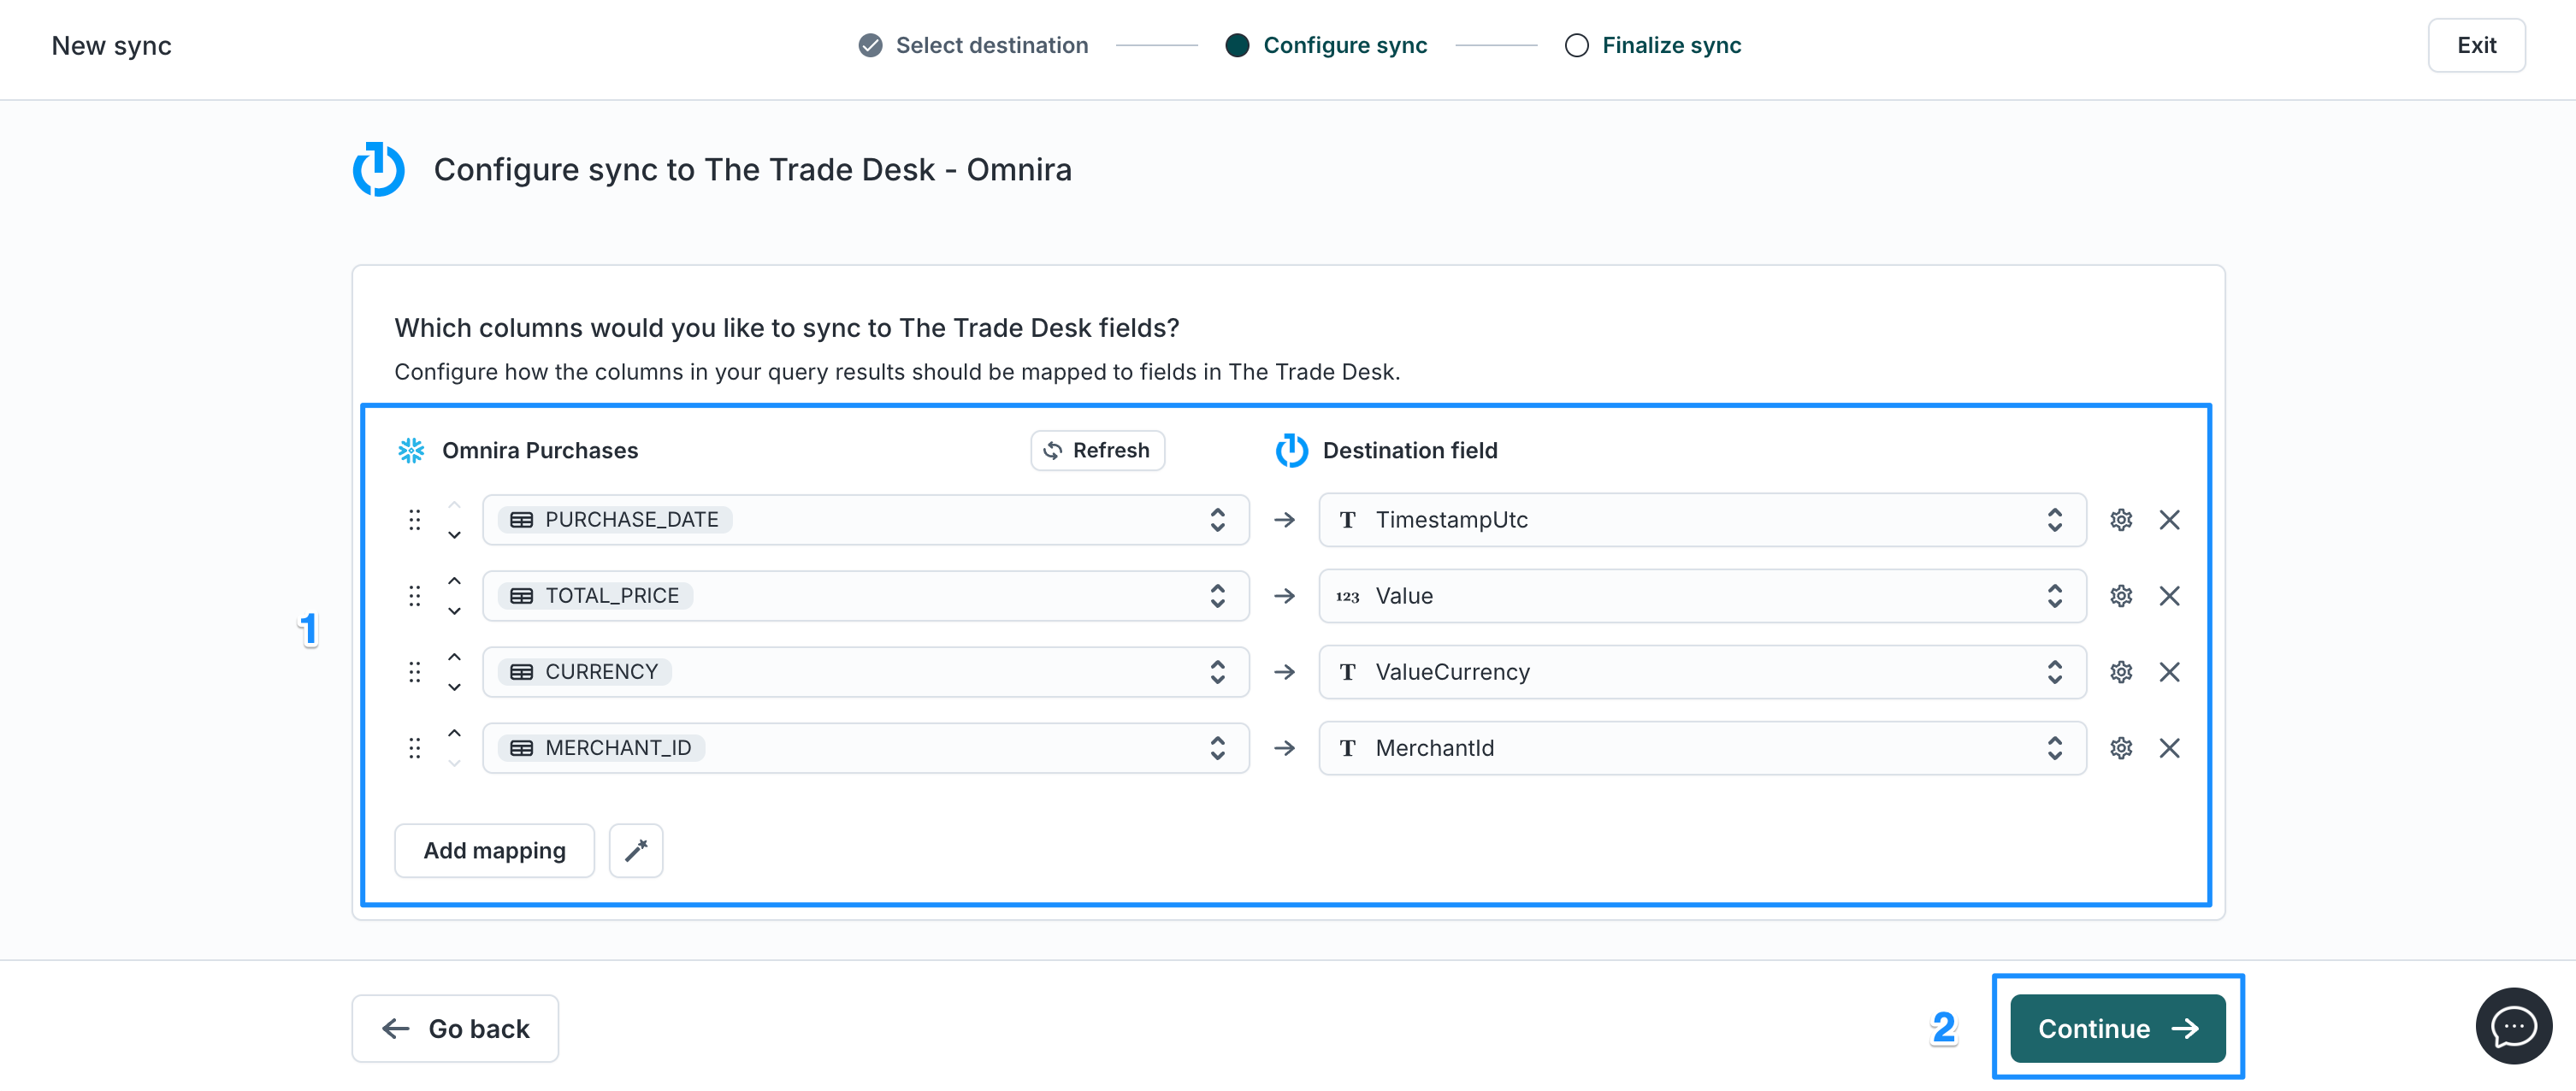 New sync
Select destination
Configure sync
Finalize sync
Exit
Configure sync to The Trade Desk - Omnira
Which columns would you like to sync to The Trade Desk fields?
Configure how the columns in your query results should be mapped to fields in The Trade Desk.
Omnira Purchases
Refresh
Destination field
PURCHASE_DATE
T TimestampUtc
TOTAL_PRICE
123 Value
1
CURRENCY
T ValueCurrency
MERCHANT_ID
T MerchantId
Add mapping
Go back
2
Continue